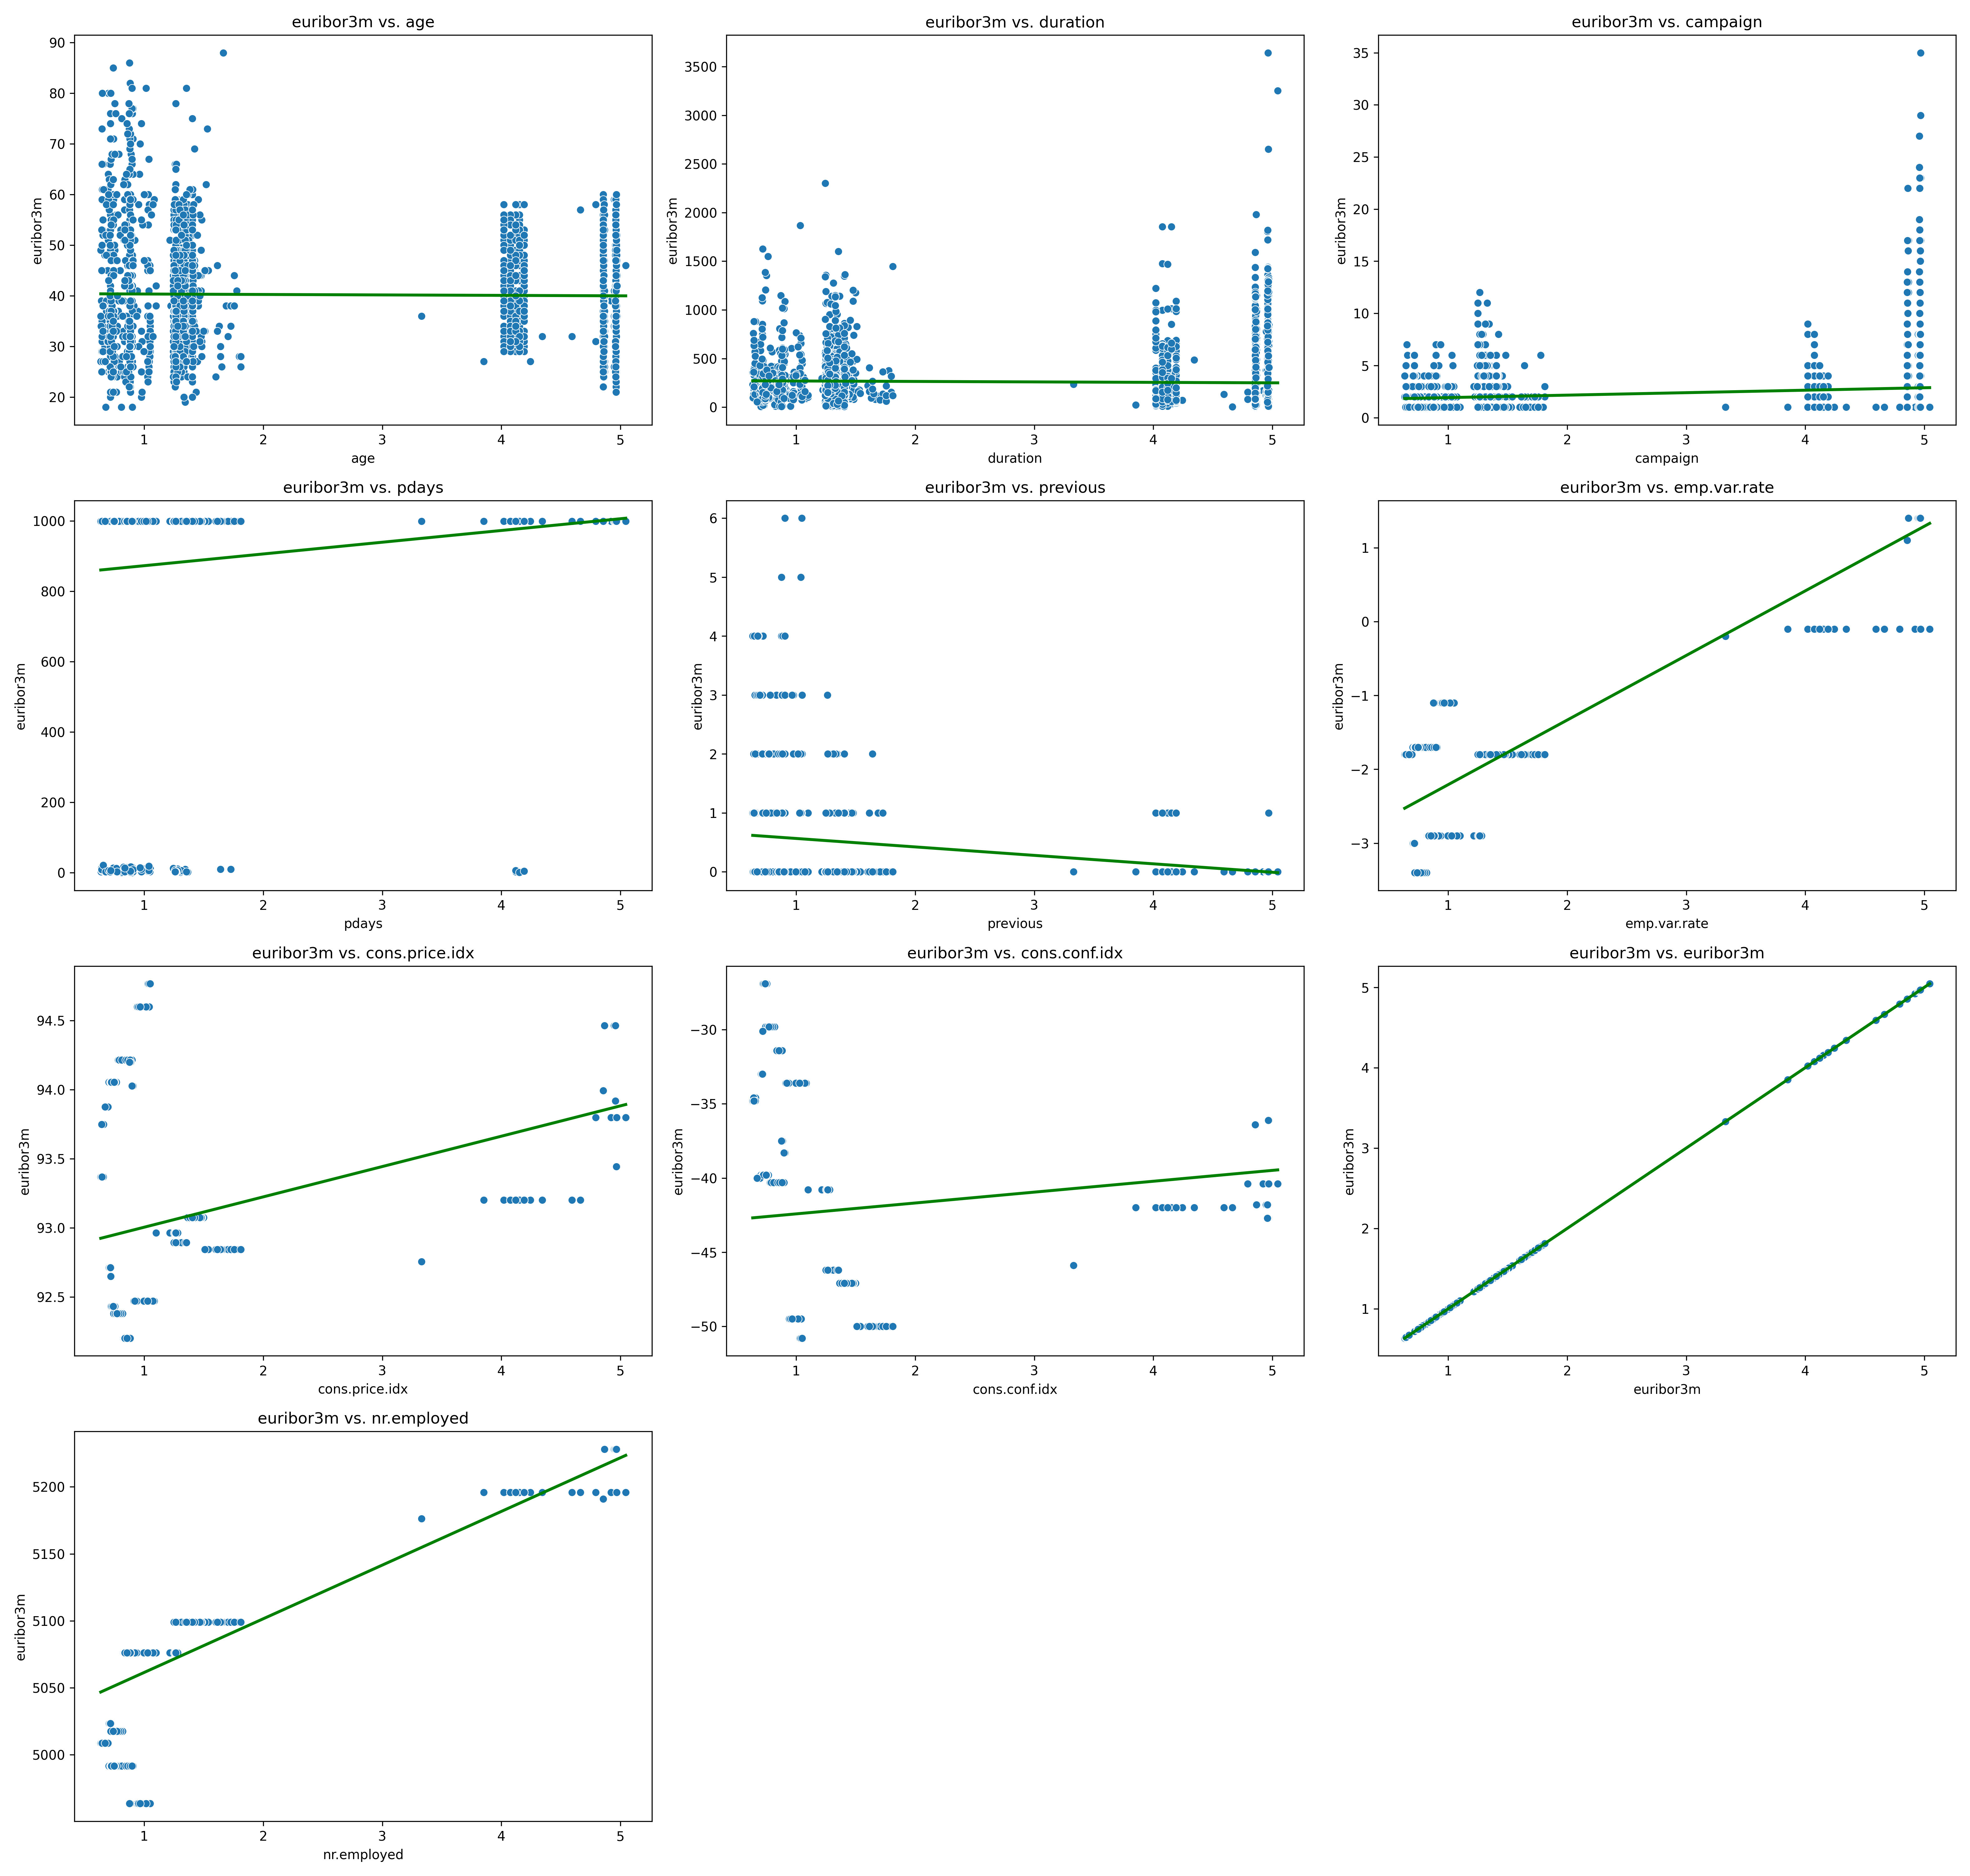 euribor3m vs. age
90
80
70
60
50
40
30
20
euribor3m
1 2 3 4 5
age
euribor3m vs. duration
3500
3000
2500
2000
1500
1000
500
0
euribor3m
1 2 3 4 5
duration
euribor3m vs. campaign
35
30
25
20
15
10
5
0
euribor3m
1 2 3 4 5
campaign
euribor3m vs. pdays
1000
800
600
400
200
0
euribor3m
1 2 3 4 5
pdays
euribor3m vs. previous
6
5
4
3
2
1
0
euribor3m
1 2 3 4 5
previous
euribor3m vs. emp.var.rate
1
0
−1
−2
−3
euribor3m
1 2 3 4 5
emp.var.rate
euribor3m vs. cons.price.idx
94.5
94.0
93.5
93.0
92.5
euribor3m
1 2 3 4 5
cons.price.idx
euribor3m vs. cons.conf.idx
−30
−35
−40
−45
−50
euribor3m
1 2 3 4 5
cons.conf.idx
euribor3m vs. euribor3m
5
4
3
2
1
euribor3m
1 2 3 4 5
euribor3m
euribor3m vs. nr.employed
5200
5150
5100
5050
5000
euribor3m
1 2 3 4 5
nr.employed